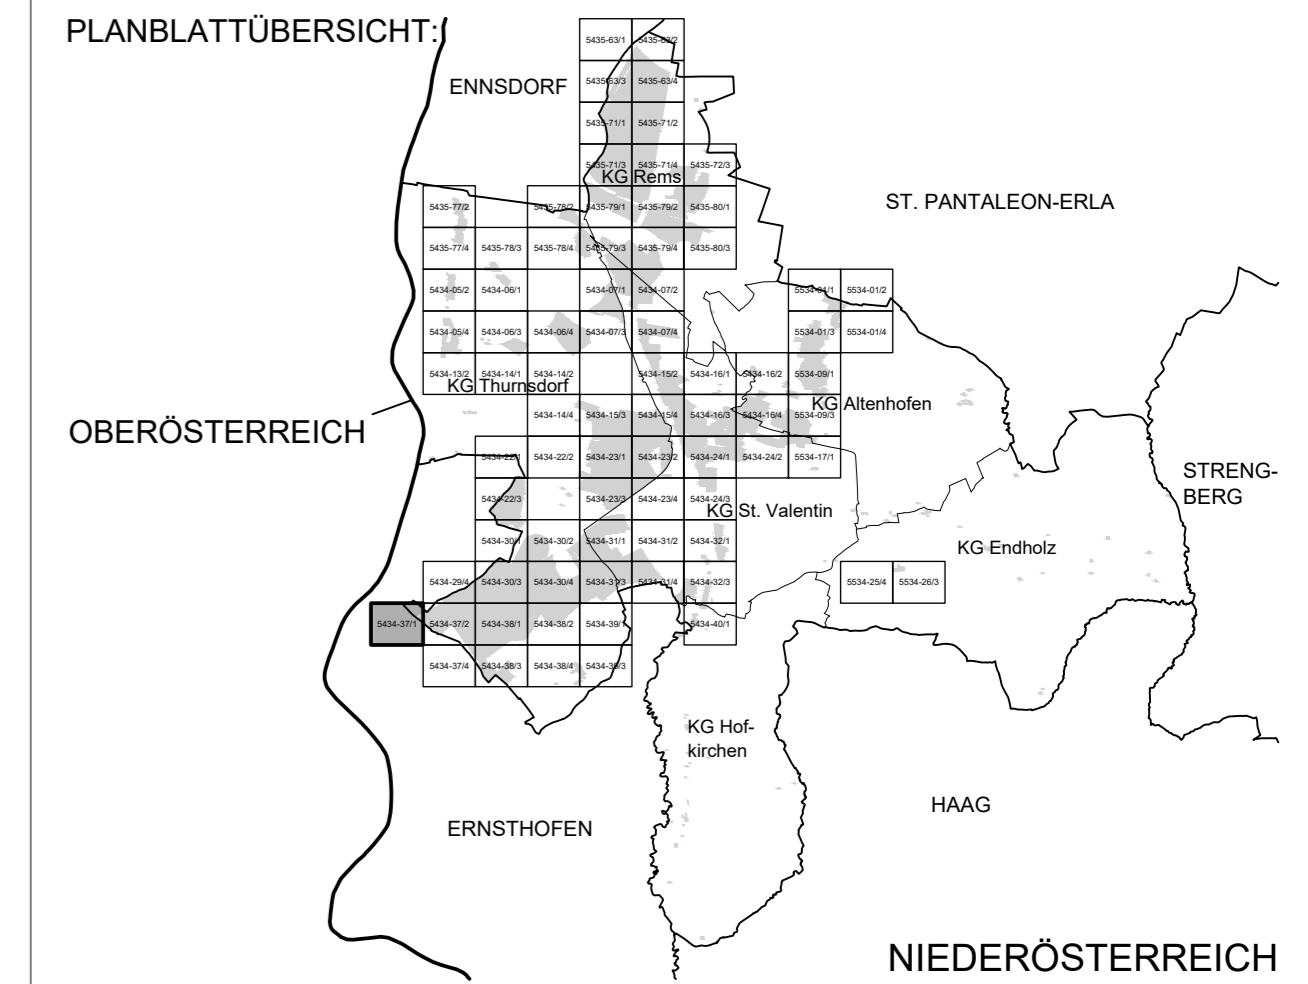 PLANBLATTÜBERSICHT:
5435-63/1 5435-63/2
ENNSDORF
5435-63/3 5435-63/4
5435-71/1 5435-71/2
5435-71/3 5435-71/4 5435-72/3
KG Rems
ST. PANTALEON-ERLA
5435-77/2 5435-78/2 5435-79/1 5435-79/2 5435-80/1
5435-77/4 5435-78/3 5435-78/4 5435-79/3 5435-79/4 5435-80/3
5434-05/2 5434-06/1 5434-07/1 5434-07/2 5534-01/1 5534-01/2
5434-05/4 5434-06/3 5434-06/4 5434-07/3 5434-07/4 5534-01/3 5534-01/4
5434-13/2 5434-14/1 5434-14/2 5434-15/2 5434-16/1 5434-16/2 5534-09/1
KG Thurnsdorf
KG Altenhofen
5434-14/4 5434-15/3 5434-15/4 5434-16/3 5434-16/4 5534-09/3
OBERÖSTERREICH
5434-22/1 5434-22/2 5434-23/1 5434-23/2 5434-24/1 5434-24/2 5534-17/1
STRENG-
BERG
5434-22/3 5434-23/3 5434-23/4 5434-24/3
KG St. Valentin
5434-30/1 5434-30/2 5434-31/1 5434-31/2 5434-32/1
KG Endholz
5434-29/4 5434-30/3 5434-30/4 5434-31/3 5434-31/4 5434-32/3 5534-25/4 5534-26/3
5434-37/1 5434-37/2 5434-38/1 5434-38/2 5434-39/1 5434-40/1
5434-37/4 5434-38/3 5434-38/4 5434-39/3
KG Hof-
kirchen
HAAG
ERNSTHOFEN
NIEDERÖSTERREICH